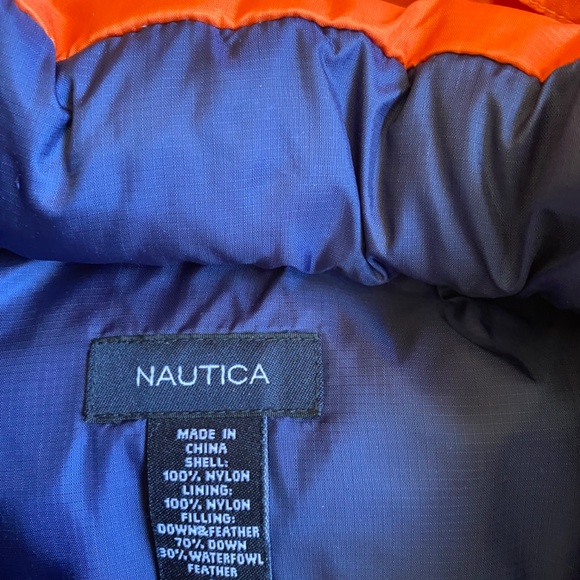 NAUTICA
MADE IN
CHINA
SHELL:
100% NYLON
LINING:
100% NYLON
FILLING:
DOWN&FEATHER
70% DOWN
30% WATERFOWL
FEATHER